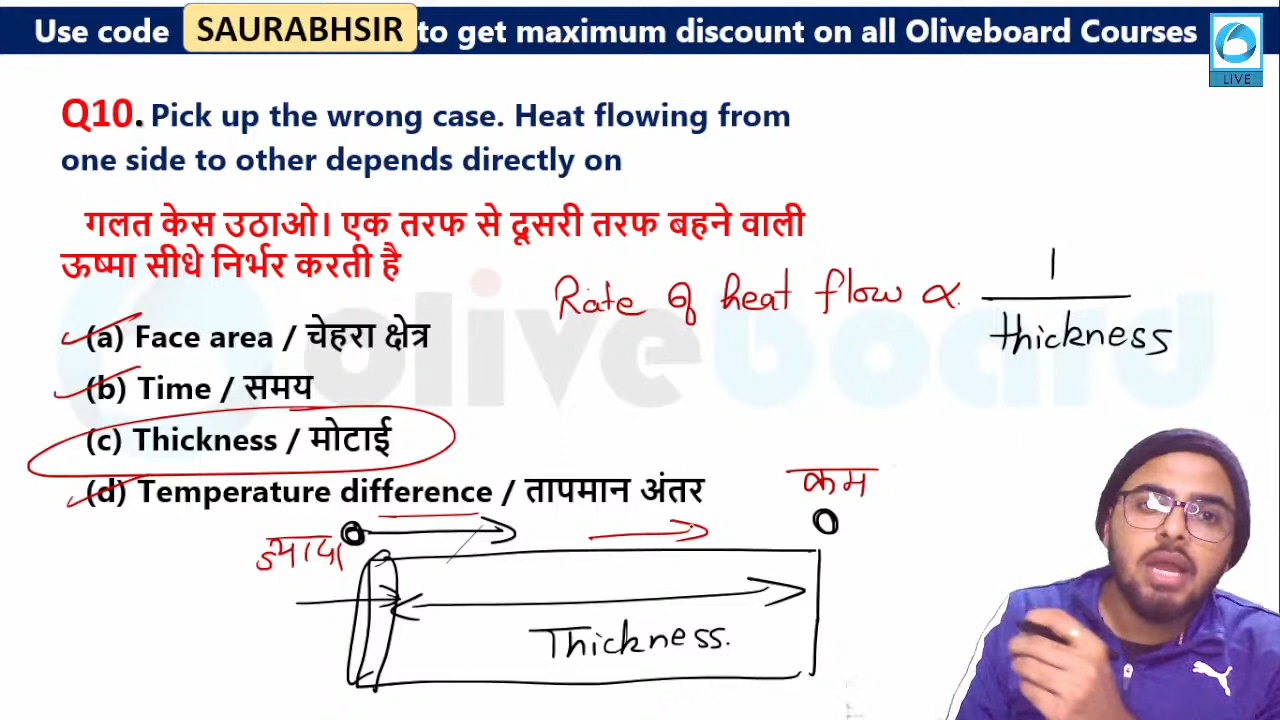 Use code SAURABHSIR to get maximum discount on all Oliveboard Courses
LIVE
Q10. Pick up the wrong case. Heat flowing from
one side to other depends directly on
गलत केस उठाओ। एक तरफ से दूसरी तरफ बहने वाली
ऊष्मा सीधे निर्भर करती है
Rate of heat flow ∝ 1
thickness
(a) Face area / चेहरा क्षेत्र
(b) Time / समय
oliveboard
(c) Thickness / मोटाई
(d) Temperature difference / तापमान अंतर
कम
ज्यादा
Thickness.